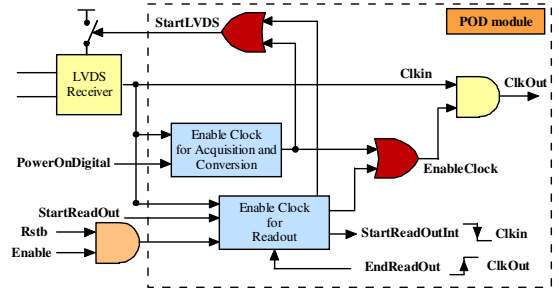 StartLVDS
POD module
LVDS
Receiver
Clkin
ClkOut
Enable Clock
for Acquisition and
Conversion
PowerOnDigital
EnableClock
StartReadOut
Enable Clock
for
Readout
Rstb
Enable
StartReadOutInt
Clkin
EndReadOut
ClkOut